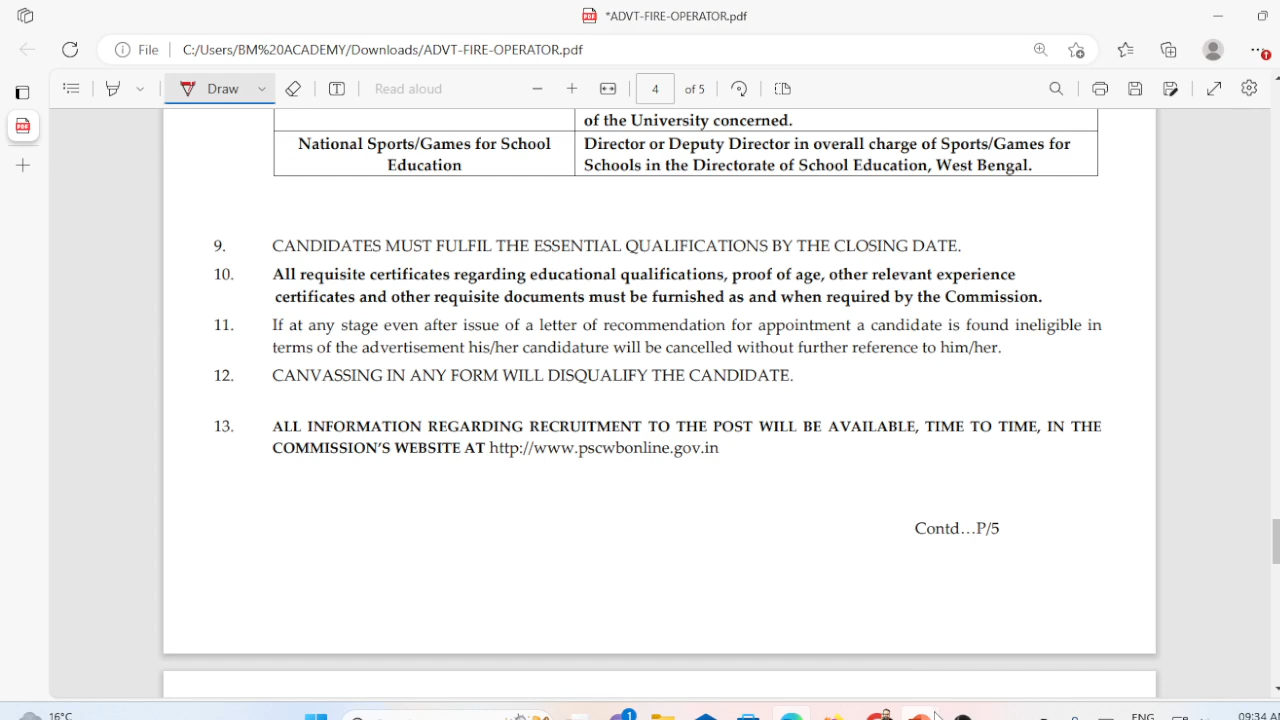 *ADVT-FIRE-OPERATOR.pdf
File C:/Users/BM%20ACADEMY/Downloads/ADVT-FIRE-OPERATOR.pdf
Draw Read aloud 4 of 5
of the University concerned.
National Sports/Games for School Director or Deputy Director in overall charge of Sports/Games for
Education Schools in the Directorate of School Education, West Bengal.
9. CANDIDATES MUST FULFIL THE ESSENTIAL QUALIFICATIONS BY THE CLOSING DATE.
10. All requisite certificates regarding educational qualifications, proof of age, other relevant experience
certificates and other requisite documents must be furnished as and when required by the Commission.
11. If at any stage even after issue of a letter of recommendation for appointment a candidate is found ineligible in
terms of the advertisement his/her candidature will be cancelled without further reference to him/her.
12. CANVASSING IN ANY FORM WILL DISQUALIFY THE CANDIDATE.
13. ALL INFORMATION REGARDING RECRUITMENT TO THE POST WILL BE AVAILABLE, TIME TO TIME, IN THE
COMMISSION'S WEBSITE AT http://www.pscwbonline.gov.in
Contd...P/5
16°C 1 ENG 09:34